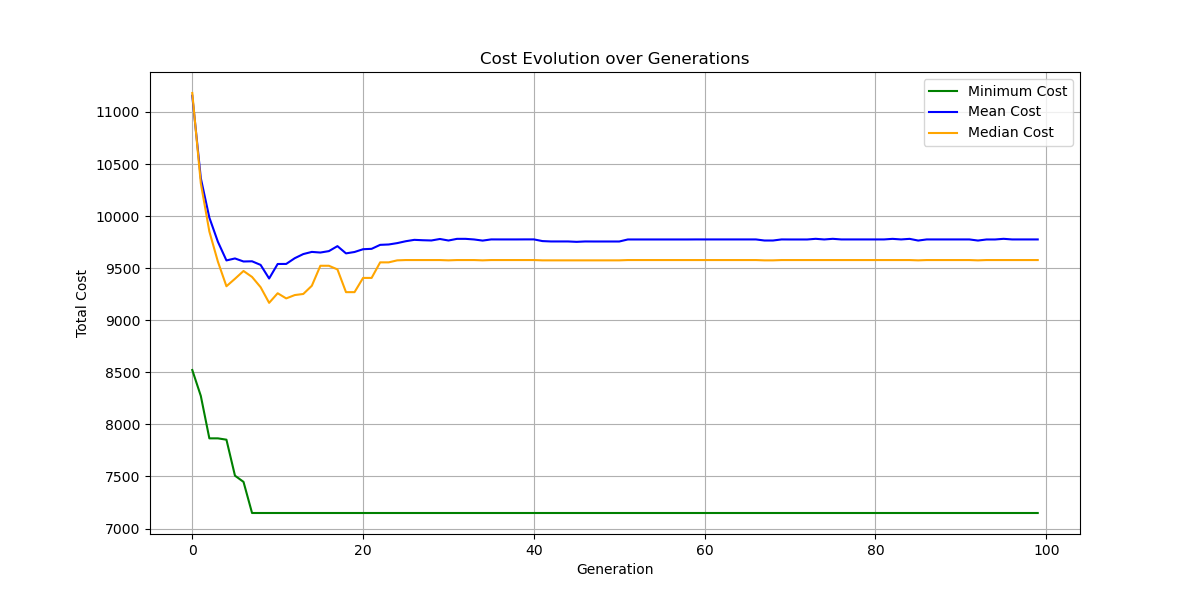 Cost Evolution over Generations
Minimum Cost
Mean Cost
Median Cost
Total Cost
11000
10500
10000
9500
9000
8500
8000
7500
7000
0 20 40 60 80 100
Generation